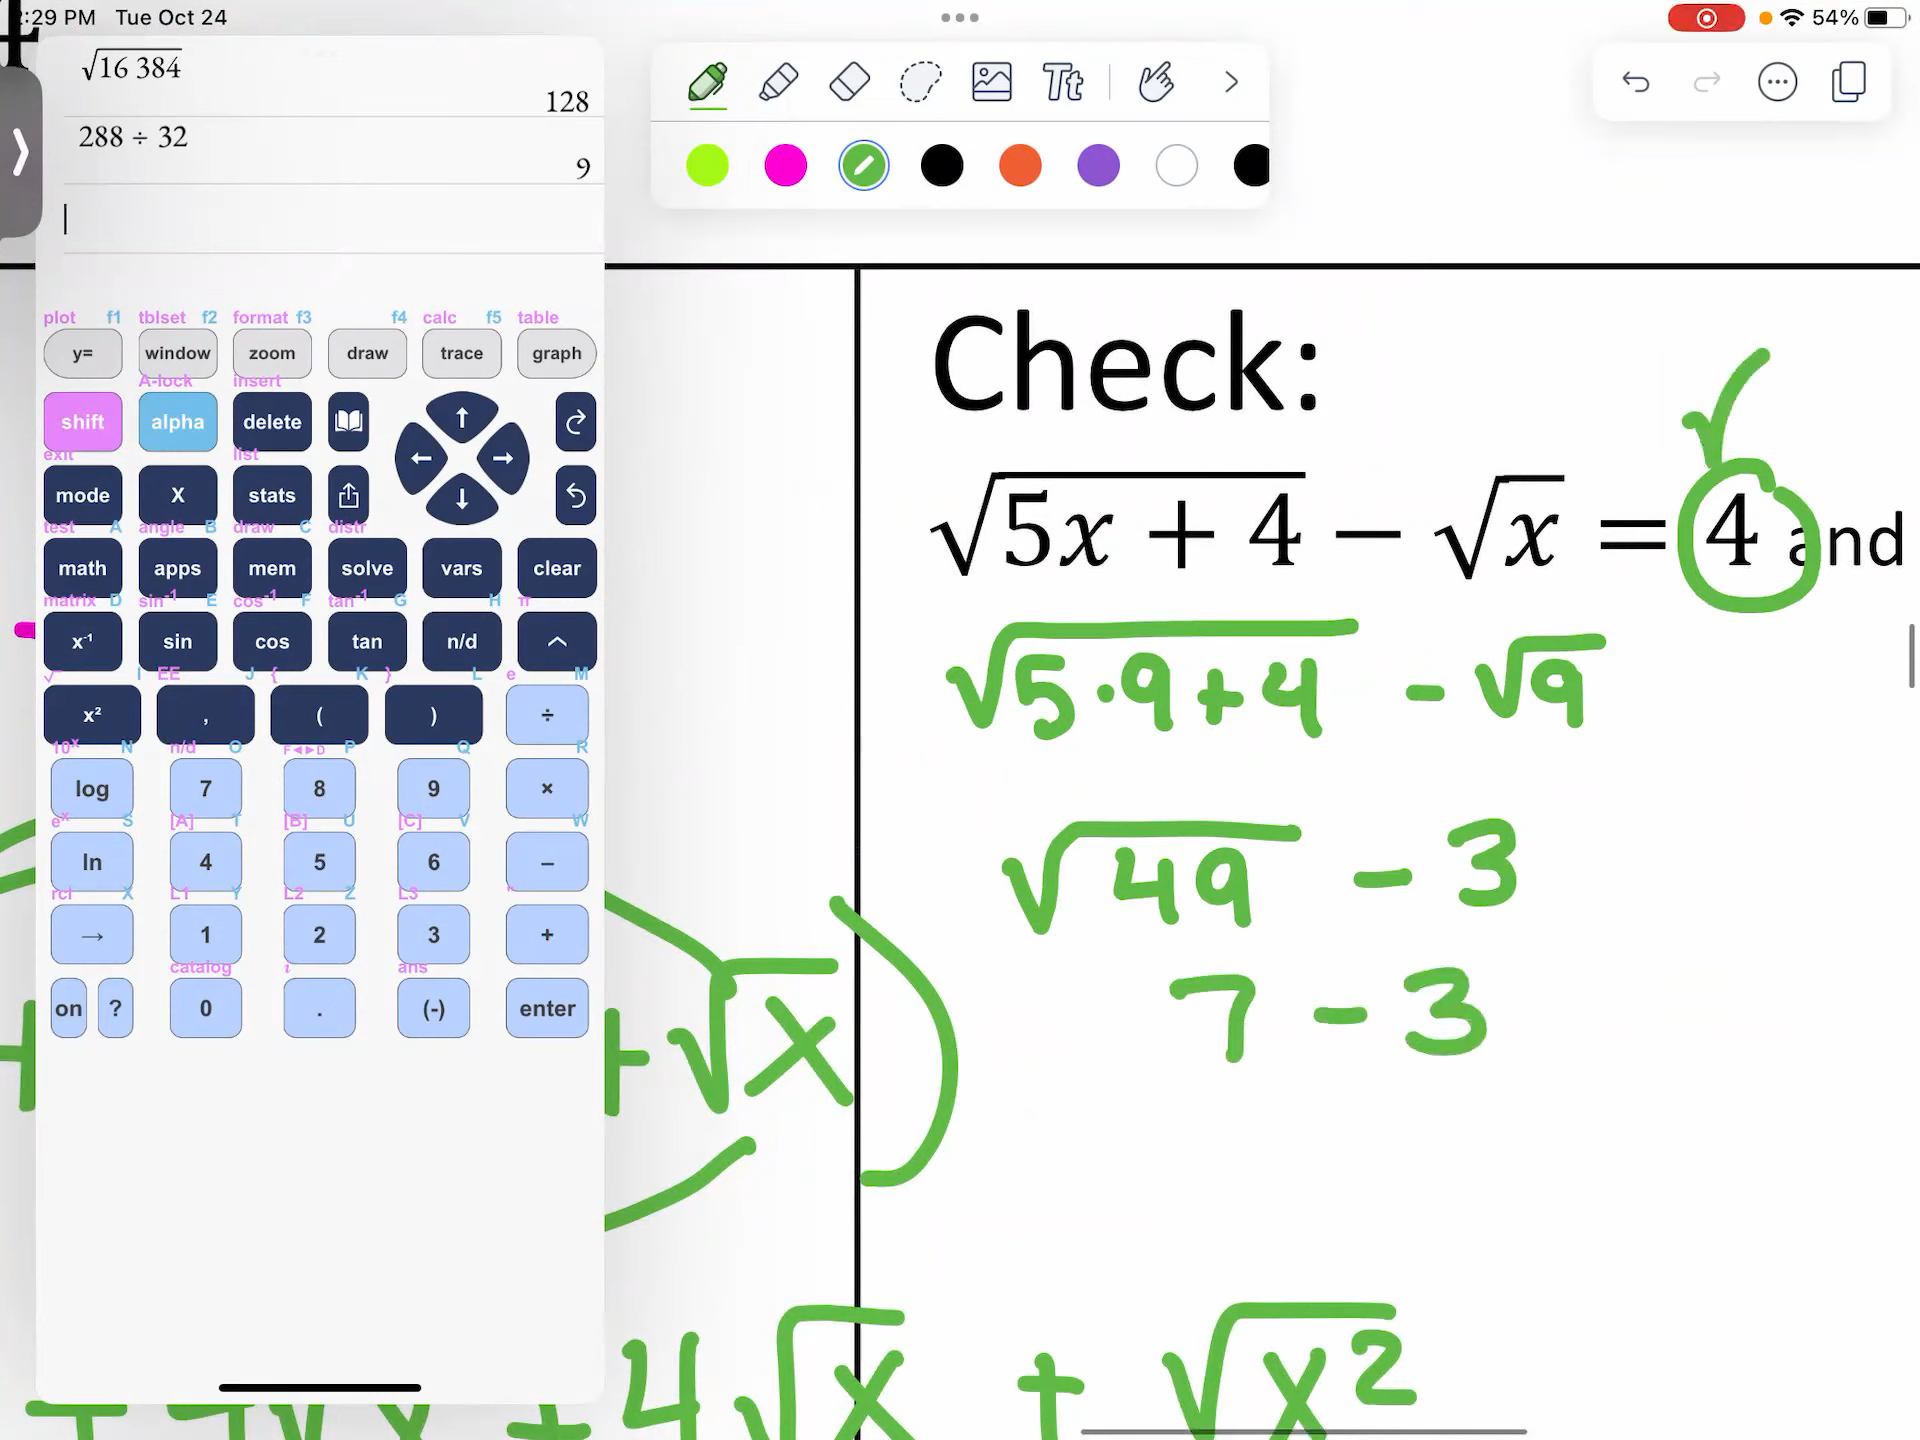 :29 PM Tue Oct 24
54%
√16 384
128
288 ÷ 32
9
Tt
plot f1 tblset f2 format f3 f4 calc f5 table
y= window zoom draw trace graph
A-lock insert
shift alpha delete
exit list
mode X stats
test A angle B draw C distr
math apps mem solve vars clear
matrix D sin⁻¹ E cos⁻¹ F tan⁻¹ G H π
x⁻¹ sin cos tan n/d ^
√ I EE J { K } L e M
x² , ( ) ÷
10ˣ N n/d O F◄►D P Q R
log 7 8 9 ×
eˣ S [A] T [B] U [C] V W
ln 4 5 6 −
rcl X L1 Y L2 Z L3 "
→ 1 2 3 +
catalog i ans
on ? 0 . (-) enter
Check:
√(5x + 4) − √x = 4 and
√(5·9+4) - √9
√49 - 3
7 - 3
+ √x )
+ 4√x + 4√x + √x²